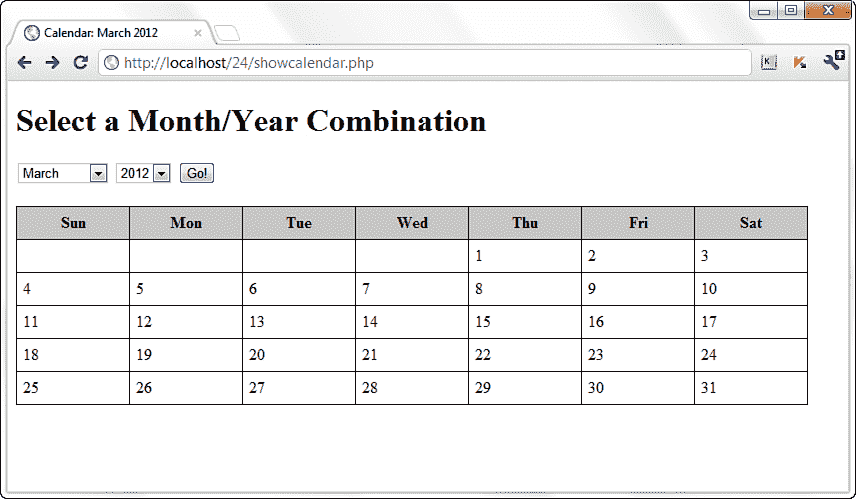 Calendar: March 2012
http://localhost/24/showcalendar.php
Select a Month/Year Combination
March 2012 Go!
Sun Mon Tue Wed Thu Fri Sat
1 2 3
4 5 6 7 8 9 10
11 12 13 14 15 16 17
18 19 20 21 22 23 24
25 26 27 28 29 30 31